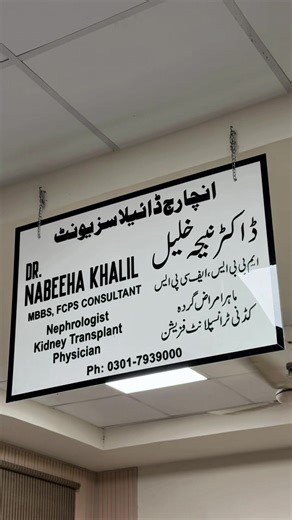 انچارج ڈائیلاسز یونٹ
DR.
NABEEHA KHALIL
MBBS, FCPS CONSULTANT
Nephrologist
Kidney Transplant
Physician
Ph: 0301-7939000
ڈاکٹر نبیحہ خلیل
ایم بی بی ایس، ایف سی پی ایس
ماہر امراض گردہ
کڈنی ٹرانسپلانٹ فزیشن